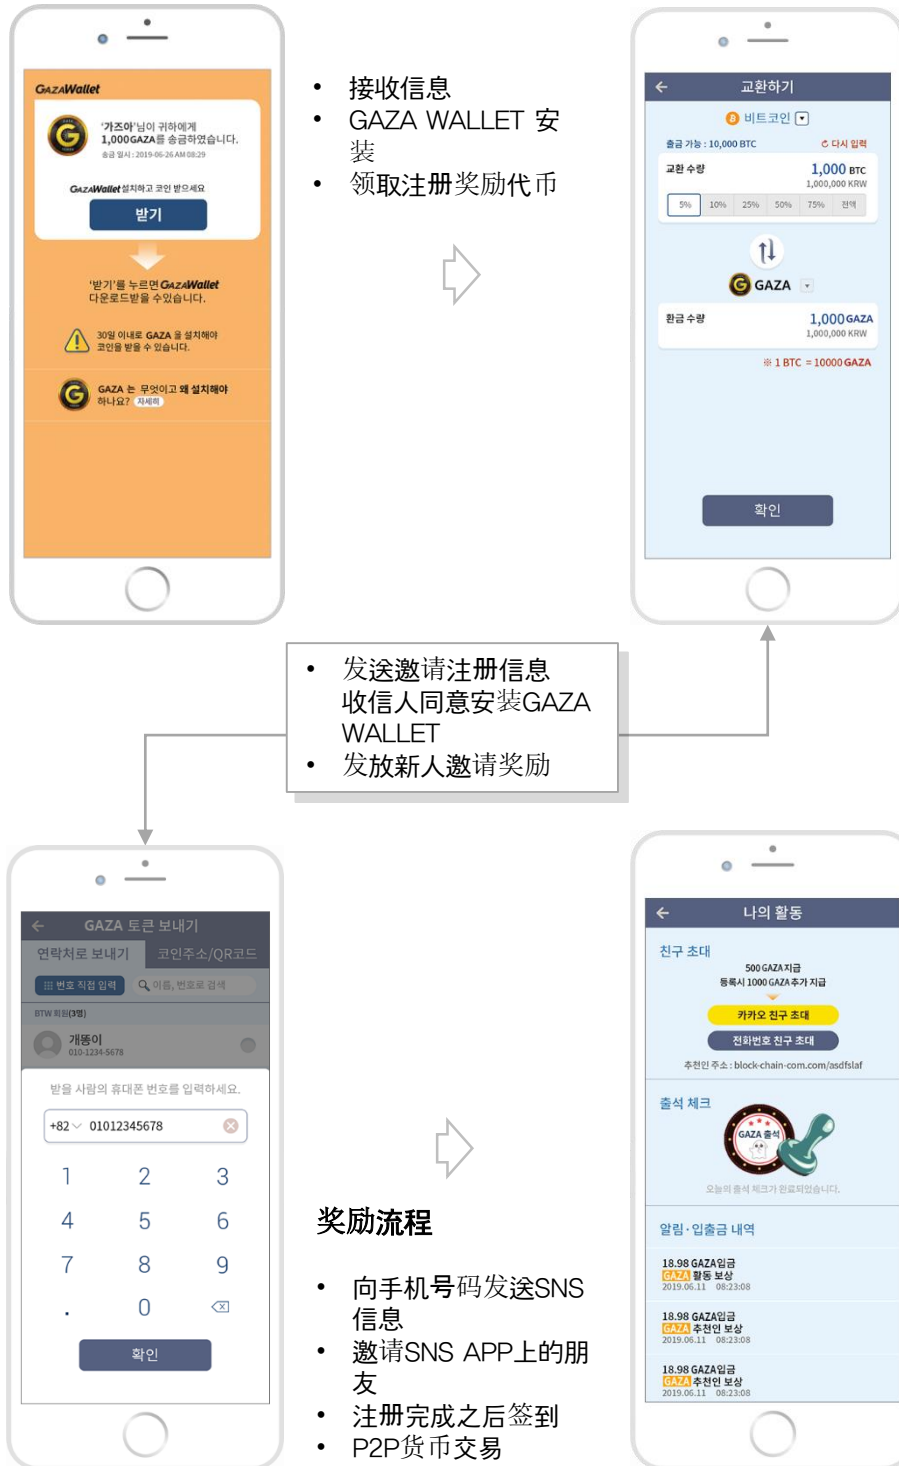 GAZAWallet
'가즈아'님이 귀하에게
1,000GAZA를 송금하였습니다.
송금 일시 : 2019-06-26 AM 08:29
GAZAWallet설치하고 코인 받으세요
받기
'받기'를 누르면 GAZAWallet
다운로드받을 수있습니다.
30일 이내로 GAZA 을 설치해야
코인을 받을 수 있습니다.
GAZA 는 무엇이고 왜 설치해야
하나요? 자세히
• 接收信息
• GAZA WALLET 安
装
• 领取注册奖励代币
교환하기
비트코인
출금 가능 : 10,000 BTC
다시 입력
교환 수량
1,000 BTC
1,000,000 KRW
5% 10% 25% 50% 75% 전액
GAZA
환금 수량
1,000 GAZA
1,000,000 KRW
※ 1 BTC = 10000 GAZA
확인
• 发送邀请注册信息
收信人同意安装GAZA
WALLET
• 发放新人邀请奖励
GAZA 토큰 보내기
연락처로 보내기 코인주소/QR코드
번호 직접 입력 이름, 번호로 검색
BTW 회원(3명)
개똥이
010-1234-5678
받을 사람의 휴대폰 번호를 입력하세요.
+82 01012345678
1 2 3
4 5 6
7 8 9
. 0
확인
奖励流程
• 向手机号码发送SNS
信息
• 邀请SNS APP上的朋
友
• 注册完成之后签到
• P2P货币交易
나의 활동
친구 초대
500 GAZA 지급
등록시 1000 GAZA 추가 지급
카카오 친구 초대
전화번호 친구 초대
추천인 주소 : block-chain-com.com/asdfslaf
출석 체크
GAZA 출석
오늘의 출석 체크가 완료되었습니다.
알림 · 입출금 내역
18.98 GAZA입금
GAZA 활동 보상
2019.06.11 08:23:08
18.98 GAZA입금
GAZA 추천인 보상
2019.06.11 08:23:08
18.98 GAZA입금
GAZA 추천인 보상
2019.06.11 08:23:08